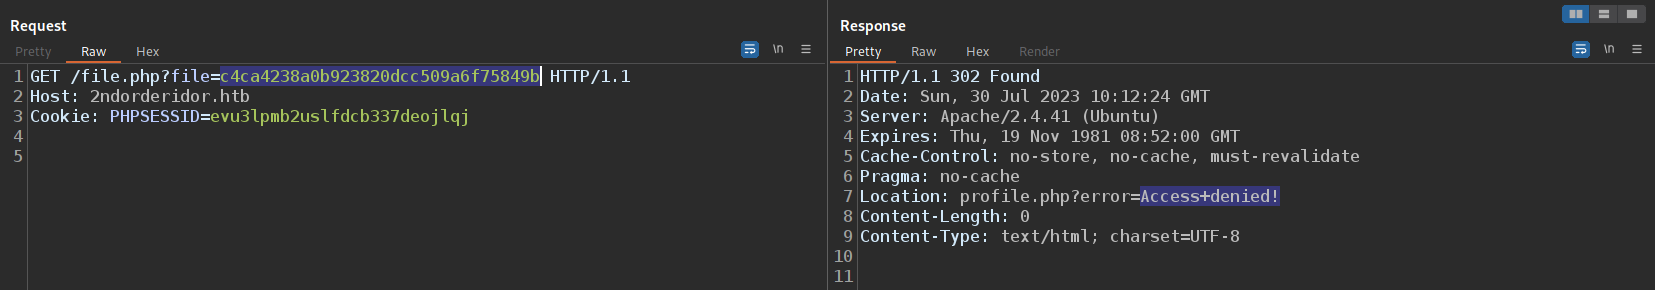 Request
Pretty Raw Hex \n
1 GET /file.php?file=c4ca4238a0b923820dcc509a6f75849b HTTP/1.1
2 Host: 2ndorderidor.htb
3 Cookie: PHPSESSID=evu3lpmb2uslfdcb337deojlqj
4
5
Response
Pretty Raw Hex Render \n
1 HTTP/1.1 302 Found
2 Date: Sun, 30 Jul 2023 10:12:24 GMT
3 Server: Apache/2.4.41 (Ubuntu)
4 Expires: Thu, 19 Nov 1981 08:52:00 GMT
5 Cache-Control: no-store, no-cache, must-revalidate
6 Pragma: no-cache
7 Location: profile.php?error=Access+denied!
8 Content-Length: 0
9 Content-Type: text/html; charset=UTF-8
10
11